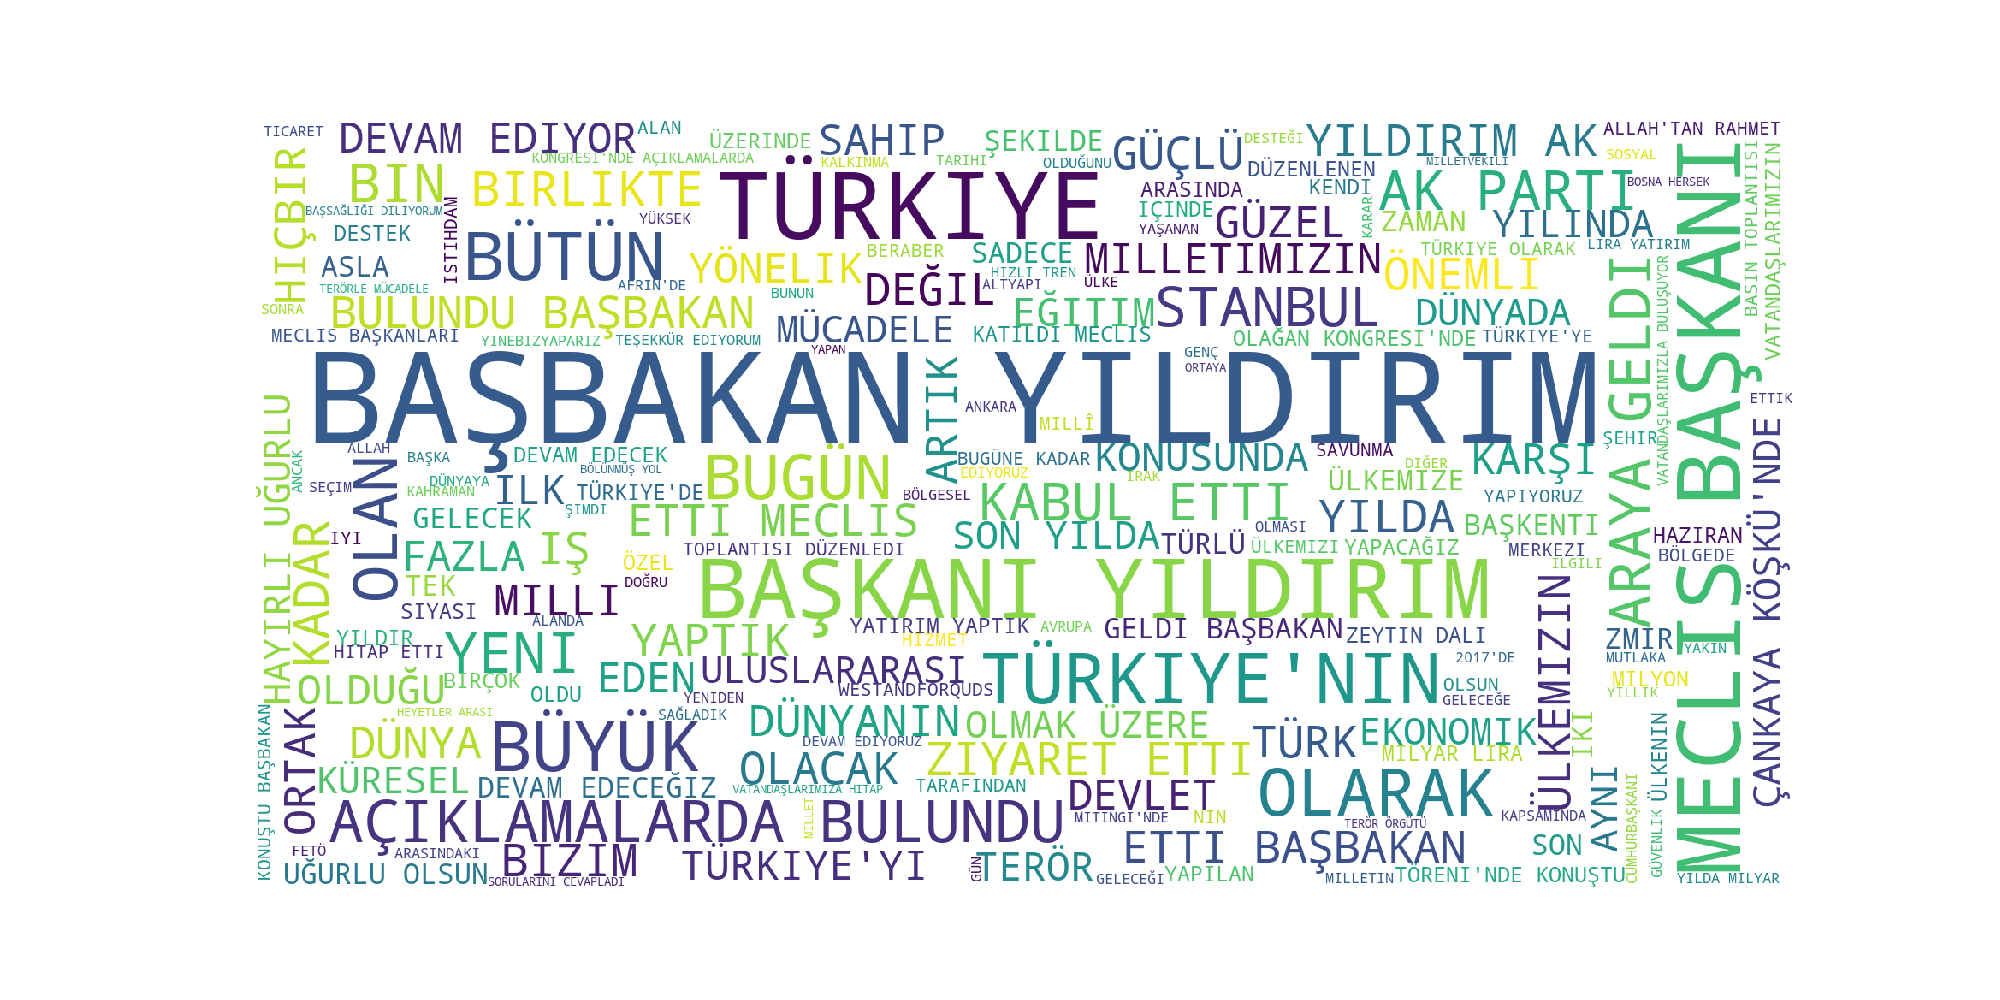 TICARET
DEVAM EDIYOR
ALAN
ÜZERINDE
SAHIP
ŞEKILDE
GÜÇLÜ
DESTEĞI
YILDIRIM AK
ALLAH'TAN RAHMET
HIÇBIR
KONGRESI'NDE AÇIKLAMALARDA
KALKINMA
TARIHI
OLDUĞUNU
DÜZENLENEN
MILLETVEKILI
SOSYAL
BIN
BIRLIKTE
TÜRKIYE
ARASINDA
KENDI
AK PARTI
BOSNA HERSEK
MECLIS BAŞKANI
BASIN TOPLANTISI
VATANDAŞLARIMIZIN
BAŞSAĞLIĞI DILIYORUM
YÜKSEK
IÇINDE
YAŞANAN
GÜZEL
KARAR
ZAMAN
YILINDA
DESTEK
ISTIHDAM
BÜTÜN
YÖNELIK
BERABER
SADECE
MILLETIMIZIN
TÜRKIYE OLARAK
LIRA YATIRIM
ASLA
HIZLI TREN
ÖNEMLI
TERÖRLE MÜCADELE
AFRIN'DE
BUNUN
DEĞIL
ALTYAPI
ÜLKE
SONRA
BULUNDU BAŞBAKAN
EĞITIM
STANBUL
DÜNYADA
ARAYA GELDI
VATANDAŞLARIMIZLA BULUŞUYOR
MECLIS BAŞKANLARI
YINEBIZYAPARIZ
TEŞEKKÜR EDIYORUM
MÜCADELE
KATILDI MECLIS
OLAĞAN KONGRESI'NDE
TÜRKIYE'YE
YAPAN
GENÇ
ORTAYA
BAŞBAKAN YILDIRIM
ARTIK
ANKARA
MILLÎ
ETTIK
HAYIRLI UĞURLU
ANCAK
ALLAH
BAŞKA
DEVAM EDECEK
BÖLÜNMÜŞ YOL
BUGÜN
BUGÜNE KADAR
EDIYORUZ
KONUSUNDA
SAVUNMA
DIĞER
KARŞI
ŞEHIR
SEÇIM
OLAN
DÜNYAYA
KAHRAMAN
ILK
TÜRKIYE'DE
BÖLGESEL
KABUL ETTI
IRAK
ÜLKEMIZE
YAPIYORUZ
GELECEK
ŞIMDI
ETTI MECLIS
SON YILDA
OLMASI
YILDA
BAŞKENTI
HAZIRAN
ÇANKAYA KÖŞKÜ'NDE
KADAR
IYI
FAZLA
IŞ
ÖZEL
TOPLANTISI DÜZENLEDI
TÜRLÜ
ÜLKEMIZI
YAPACAĞIZ
MERKEZI
ILGILI
BÖLGEDE
TEK
DOĞRU
BAŞKANI YILDIRIM
ÜLKEMIZIN
SIYASI
MILLI
ALANDA
YILDIR
HITAP ETTI
YENI
YAPTIK
YATIRIM YAPTIK
HIZMET
AVRUPA
GELDI BAŞBAKAN
ZEYTIN DALI
ZMIR
MUTLAKA
YAKIN
OLDUĞU
BIRÇOK
OLDU
EDEN
ULUSLARARASI
YENIDEN
WESTANDFORQUDS
TÜRKIYE'NIN
2017'DE
OLSUN
GELECEĞE
MILYON
YILLIK
KONUŞTU BAŞBAKAN
ORTAK
HEYETLER ARASI
SAĞLADIK
DÜNYA
BÜYÜK
DÜNYANIN
DEVAM EDIYORUZ
OLMAK ÜZERE
TÜRK
EKONOMIK
MILYAR LIRA
IKI
ÜLKENIN
KÜRESEL
DEVAM EDECEĞIZ
OLACAK
VATANDAŞLARIMIZA HITAP
ZIYARET ETTI
TARAFINDAN
DEVLET
OLARAK
AYNI
CUMHURBAŞKANI
GÜVENLIK
AÇIKLAMALARDA BULUNDU
MILLET
MITINGI'NDE
NIN
TERÖR ÖRGÜTÜ
KAPSAMINDA
FETÖ
ARASINDAKI
BIZIM
TÜRKIYE'YI
GÜN
TERÖR
ETTI BAŞBAKAN
SON
UĞURLU OLSUN
SORULARINI CEVAPLADI
GELECEĞI
YAPILAN
MILLETIN
TÖRENI'NDE KONUŞTU
YILDA MILYAR